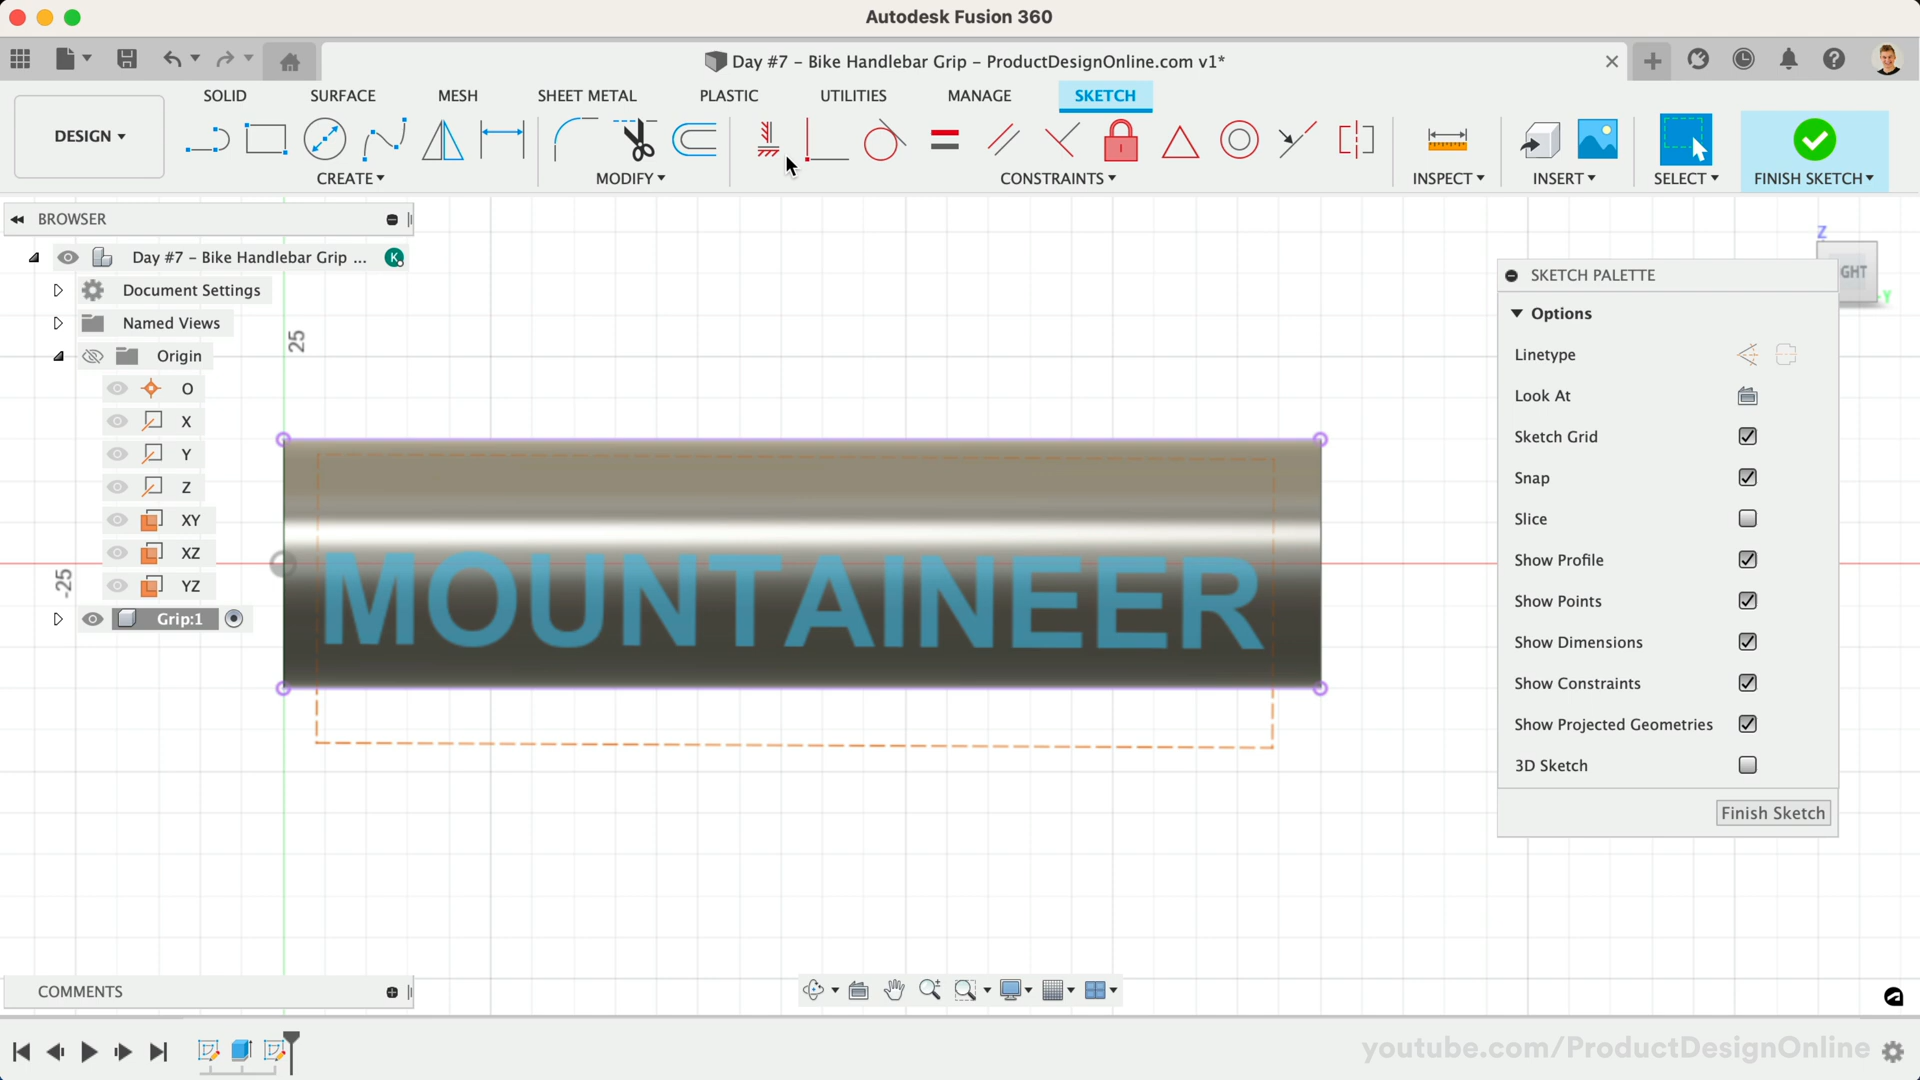 Autodesk Fusion 360
Day #7 – Bike Handlebar Grip – ProductDesignOnline.com v1*
SOLID SURFACE MESH SHEET METAL PLASTIC UTILITIES MANAGE SKETCH
DESIGN
CREATE MODIFY CONSTRAINTS INSPECT INSERT SELECT FINISH SKETCH
BROWSER
Day #7 – Bike Handlebar Grip ...
K
Document Settings
Named Views
Origin
O
X
Y
Z
XY
XZ
YZ
Grip:1
25
-25
MOUNTAINEER
Z
GHT
Y
SKETCH PALETTE
Options
Linetype
Look At
Sketch Grid
Snap
Slice
Show Profile
Show Points
Show Dimensions
Show Constraints
Show Projected Geometries
3D Sketch
Finish Sketch
COMMENTS
youtube.com/ProductDesignOnline